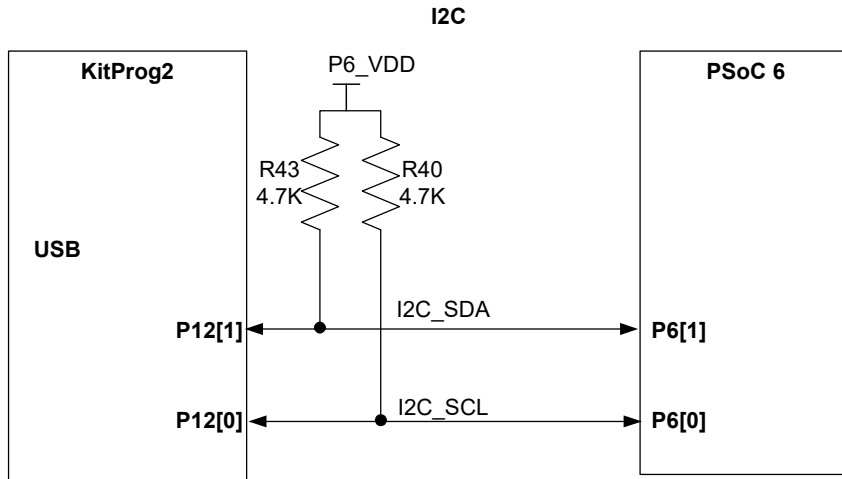 I2C
KitProg2
P6_VDD
PSoC 6
R43
4.7K
R40
4.7K
USB
I2C_SDA
P12[1]
P6[1]
I2C_SCL
P12[0]
P6[0]